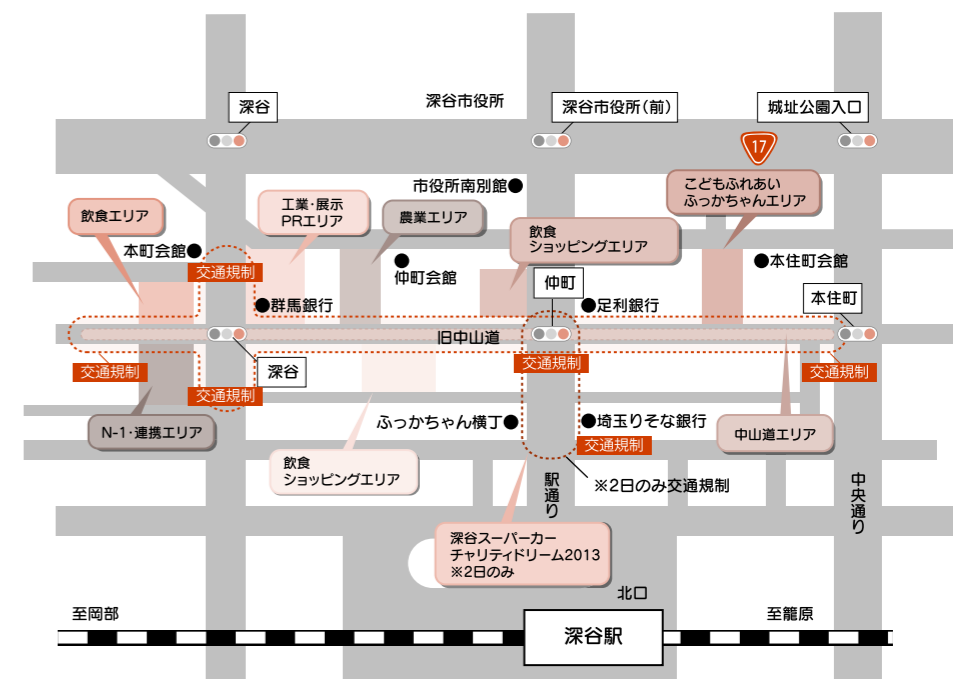 深谷
深谷市役所
深谷市役所(前)
城址公園入口
17
市役所南別館
こどもふれあい
ふっかちゃんエリア
飲食エリア
工業・展示
PRエリア
農業エリア
飲食
ショッピングエリア
本町会館
交通規制
仲町会館
仲町
本住町会館
本住町
群馬銀行
足利銀行
旧中山道
交通規制
深谷
交通規制
交通規制
交通規制
N-1・連携エリア
ふっかちゃん横丁
埼玉りそな銀行
交通規制
中山道エリア
飲食
ショッピングエリア
駅通り
※2日のみ交通規制
中央通り
深谷スーパーカー
チャリティドリーム2013
※2日のみ
北口
至岡部
深谷駅
至籠原